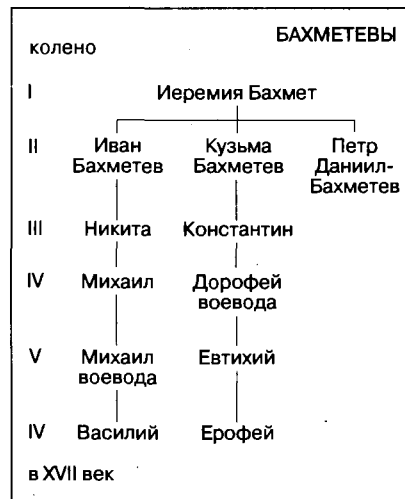 БАХМЕТЕВЫ
колено
I Иеремия Бахмет
II Иван Кузьма Петр
Бахметев Бахметев Даниил-
Бахметев
III Никита Константин
IV Михаил Дорофей
воевода
V Михаил Евтихий
воевода
IV Василий Ерофей
в XVII век